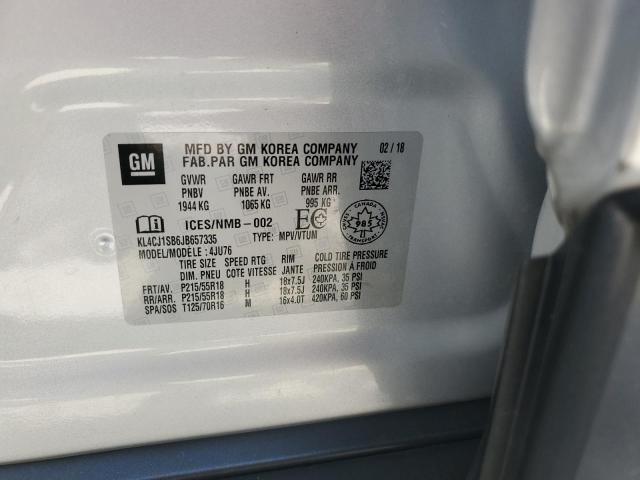 GM
MFD BY GM KOREA COMPANY 02 / 18
FAB.PAR GM KOREA COMPANY
GVWR GAWR FRT GAWR RR
PNBV PNBE AV. PNBE ARR.
1944 KG 1065 KG 995 KG
ICES/NMB-002 EC
CANADA 985
KL4CJ1SB6JB657335 TYPE: MPV/VTUM
MODEL/MODÈLE : 4JU76
TIRE SIZE SPEED RTG RIM COLD TIRE PRESSURE
DIM. PNEU COTE VITESSE JANTE PRESSION À FROID
FRT/AV. P215/55R18 H 18x7.5J 240KPA, 35 PSI
RR/ARR. P215/55R18 H 18x7.5J 240KPA, 35 PSI
SPA/SOS T125/70R16 M 16x4.0T 420KPA, 60 PSI